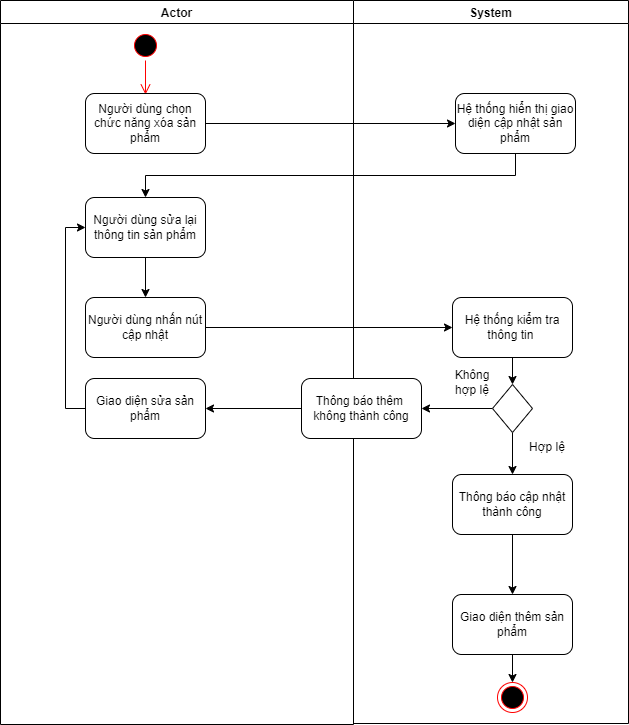 Actor
System
Người dùng chọn
chức năng xóa sản
phẩm
Hệ thống hiển thị giao
diện cập nhật sản
phẩm
Người dùng sửa lại
thông tin sản phẩm
Người dùng nhấn nút
cập nhật
Hệ thống kiểm tra
thông tin
Không
hợp lệ
Thông báo thêm
không thành công
Giao diện sửa sản
phẩm
Hợp lệ
Thông báo cập nhật
thành công
Giao diện thêm sản
phẩm